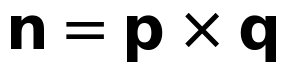 n = p × q